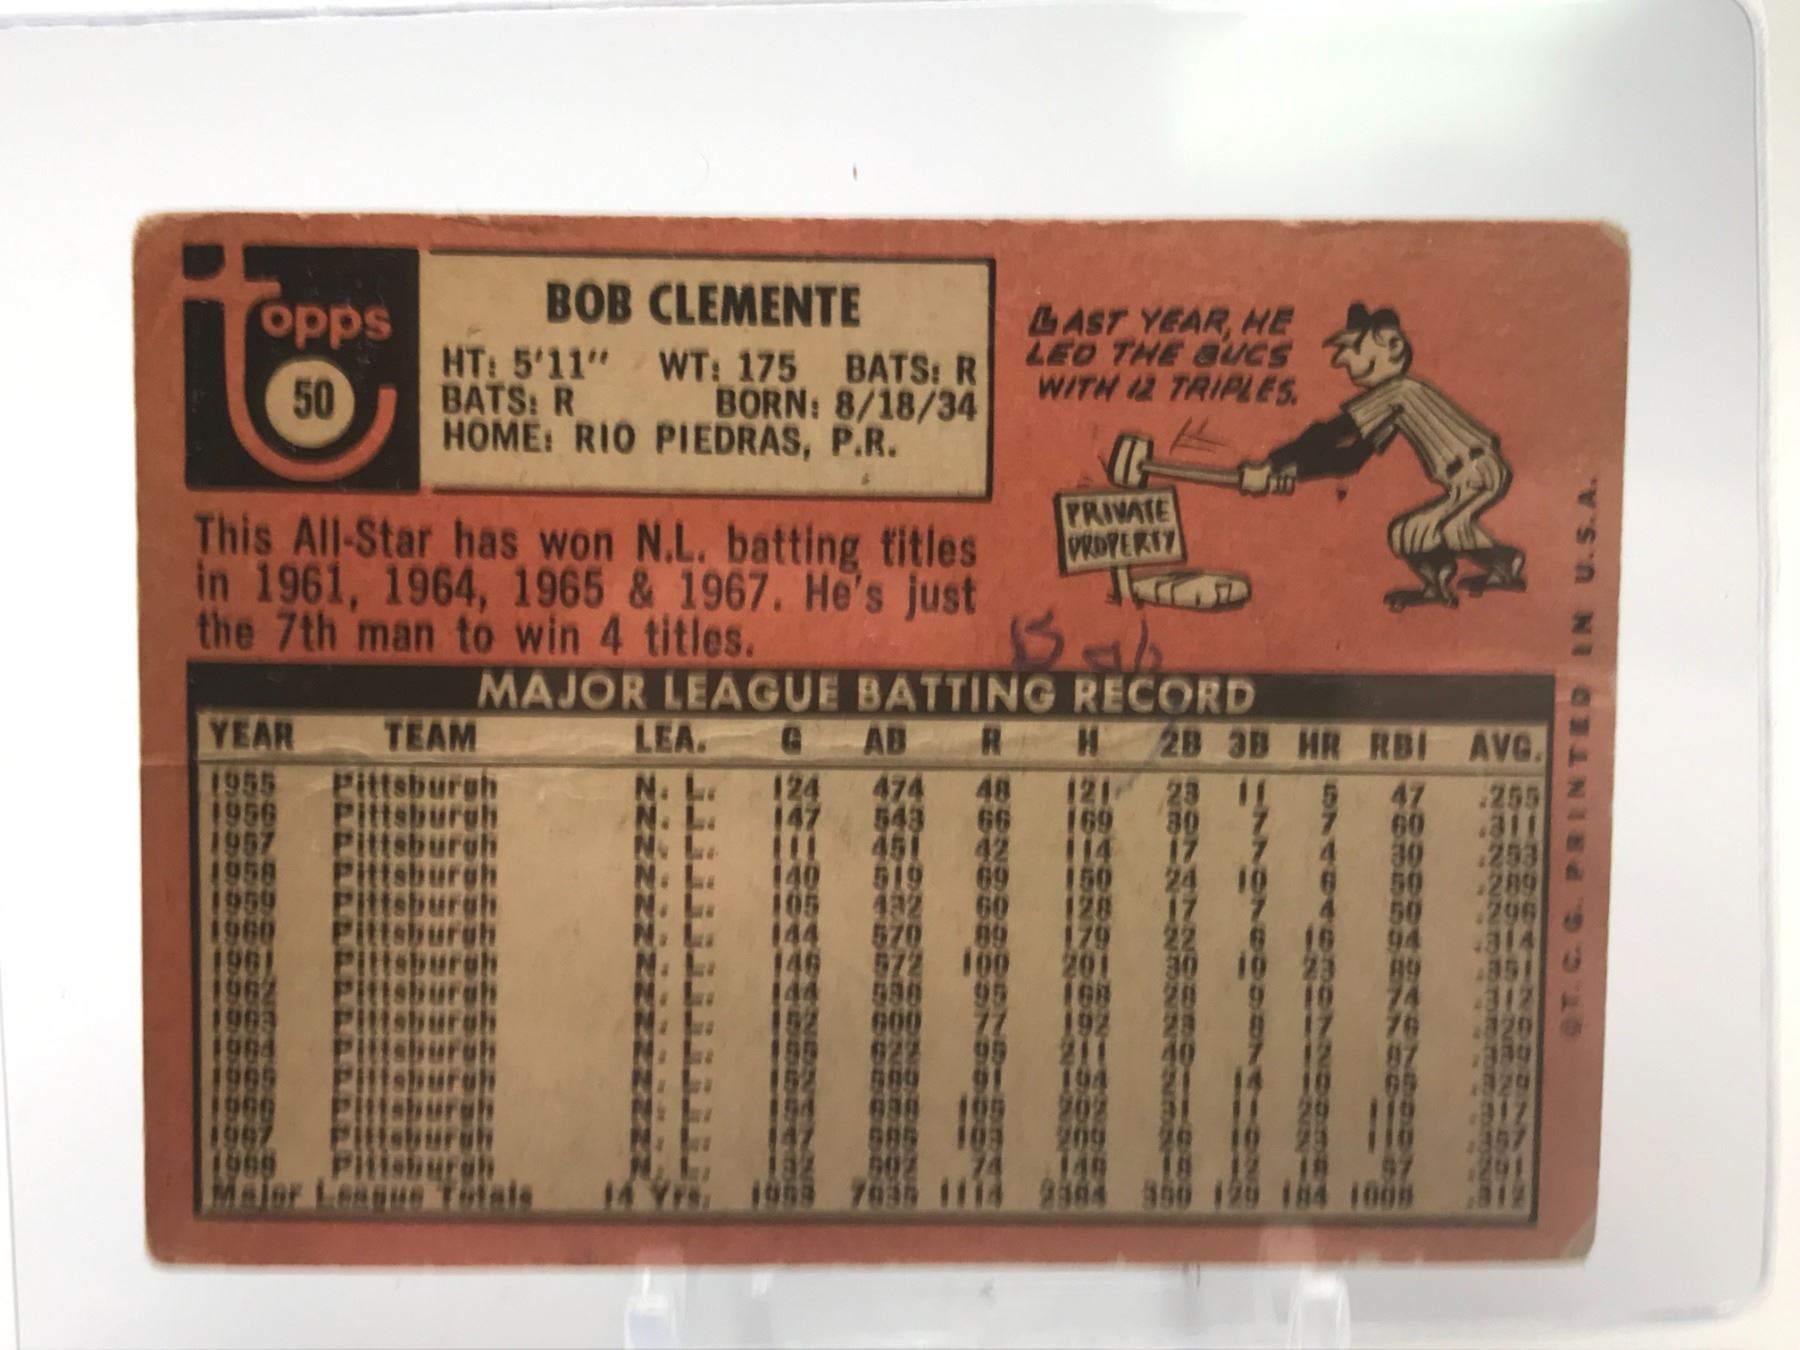 topps
50
BOB CLEMENTE
HT: 5'11" WT: 175 BATS: R
BATS: R BORN: 8/18/34
HOME: RIO PIEDRAS, P.R.
LAST YEAR, HE
LED THE BUCS
WITH 12 TRIPLES.
PRIVATE
PROPERTY
This All-Star has won N.L. batting titles
in 1961, 1964, 1965 & 1967. He's just
the 7th man to win 4 titles.
Bob
MAJOR LEAGUE BATTING RECORD
YEAR TEAM LEA. G AB R H 2B 3B HR RBI AVG.
1955 Pittsburgh N. L. 124 474 48 121 23 11 5 47 .255
1956 Pittsburgh N. L. 147 543 66 169 30 7 7 60 .311
1957 Pittsburgh N. L. 111 451 42 114 17 7 4 30 .253
1958 Pittsburgh N. L. 140 519 69 150 24 10 6 50 .289
1959 Pittsburgh N. L. 105 432 60 128 17 7 4 50 .296
1960 Pittsburgh N. L. 144 570 89 179 22 6 16 94 .314
1961 Pittsburgh N. L. 146 572 100 201 30 10 23 89 .351
1962 Pittsburgh N. L. 144 538 95 168 28 9 10 74 .312
1963 Pittsburgh N. L. 152 600 77 192 23 8 17 76 .320
1964 Pittsburgh N. L. 155 622 95 211 40 7 12 87 .339
1965 Pittsburgh N. L. 152 589 91 194 21 14 10 65 .329
1966 Pittsburgh N. L. 154 638 105 202 31 11 29 119 .317
1967 Pittsburgh N. L. 147 585 103 209 26 10 23 110 .357
1968 Pittsburgh N. L. 132 502 74 146 18 12 18 57 .291
Major League Totals 14 Yrs. 1114 2384 .312
©T.C.G. PRINTED IN U.S.A.